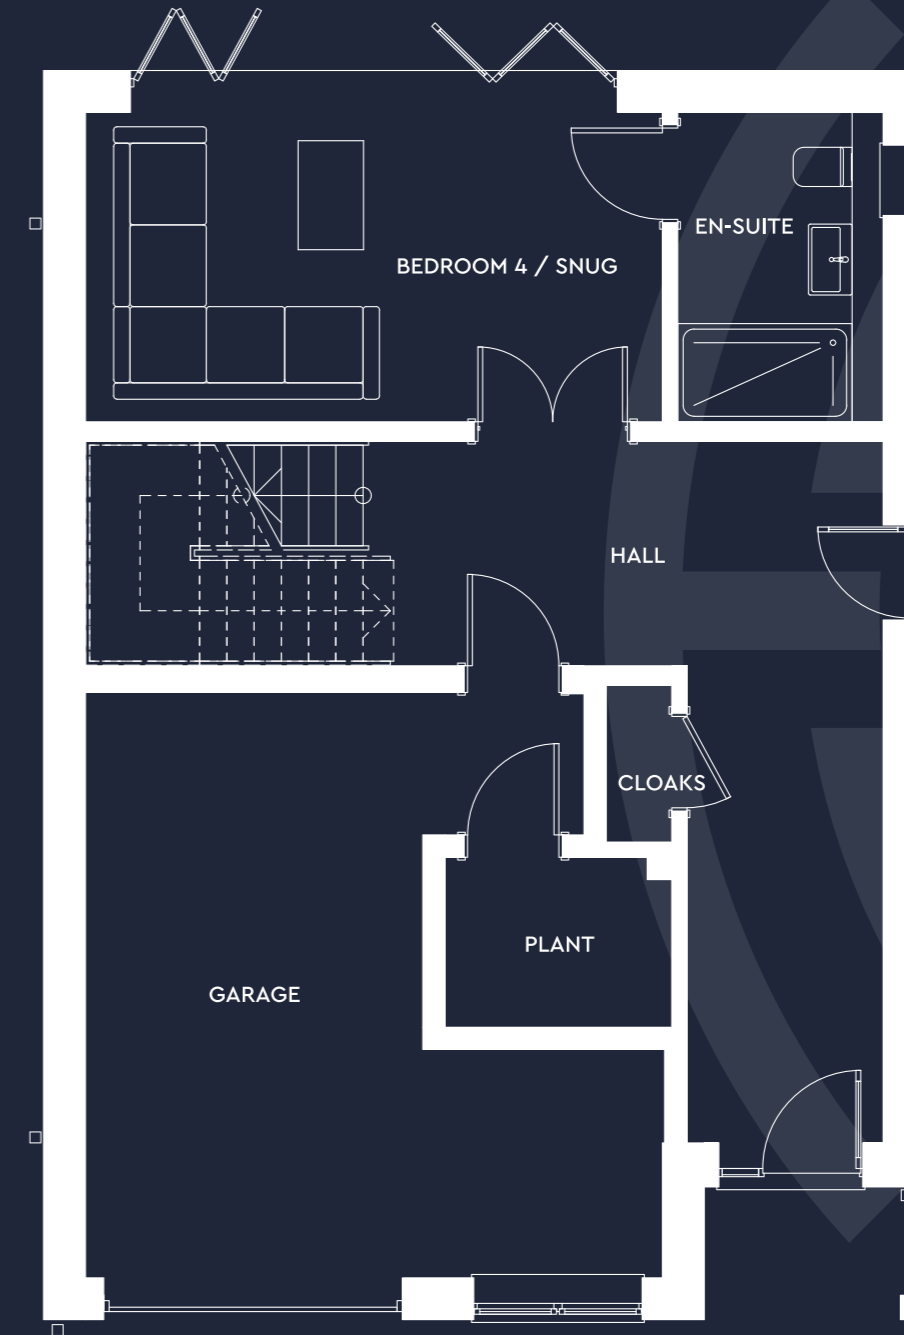 EN-SUITE
BEDROOM 4 / SNUG
HALL
CLOAKS
PLANT
GARAGE